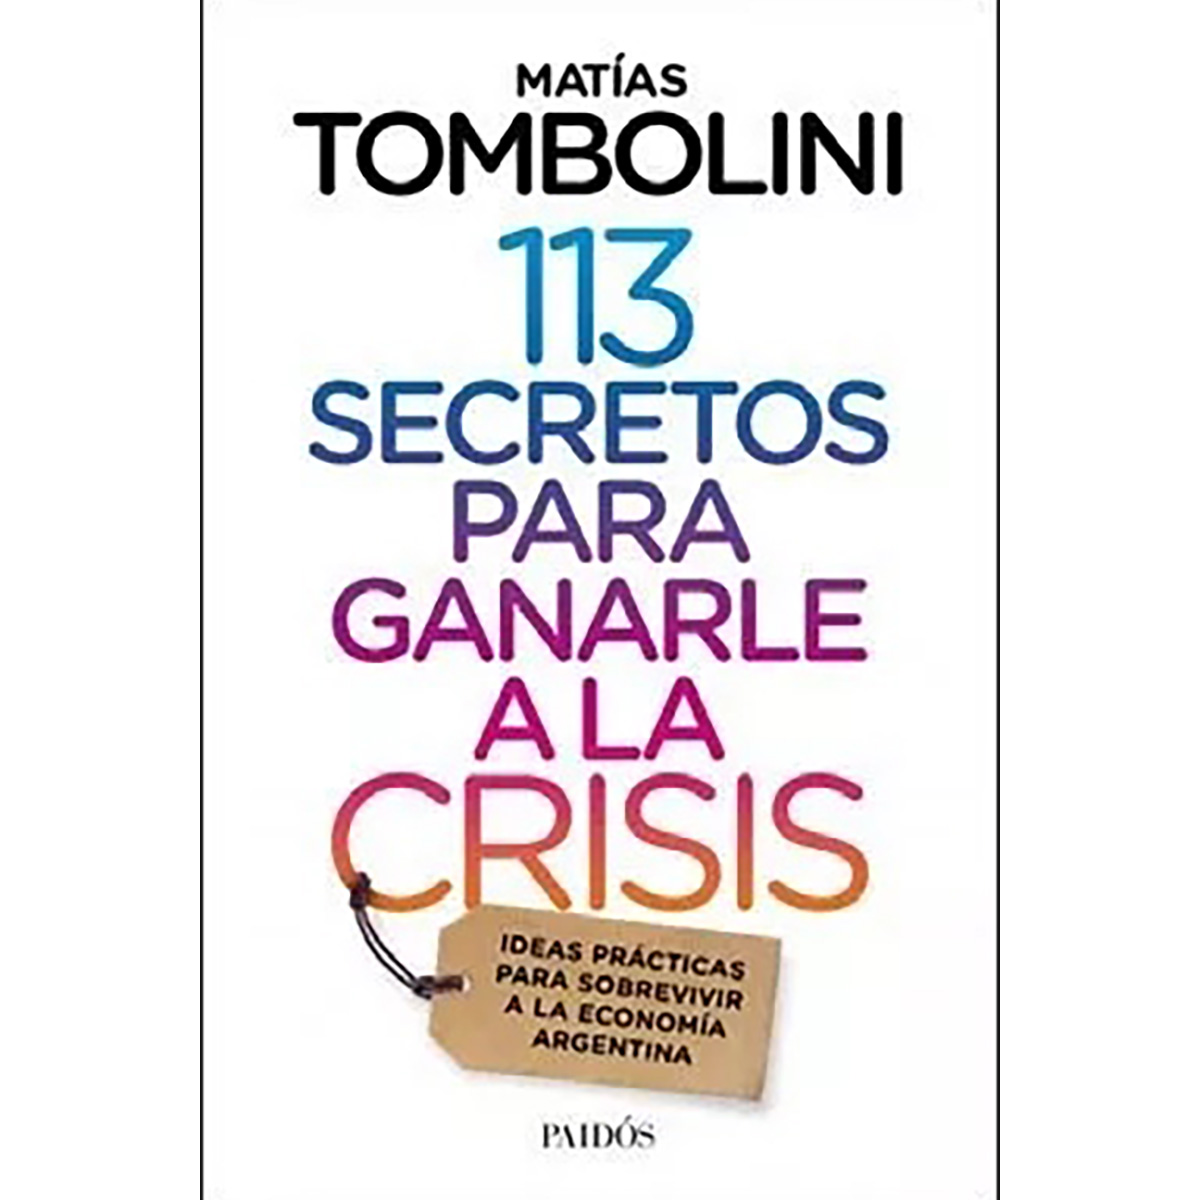 MATÍAS
TOMBOLINI
113
SECRETOS
PARA
GANARLE
A LA
CRISIS
IDEAS PRÁCTICAS
PARA SOBREVIVIR
A LA ECONOMÍA
ARGENTINA
PAIDÓS